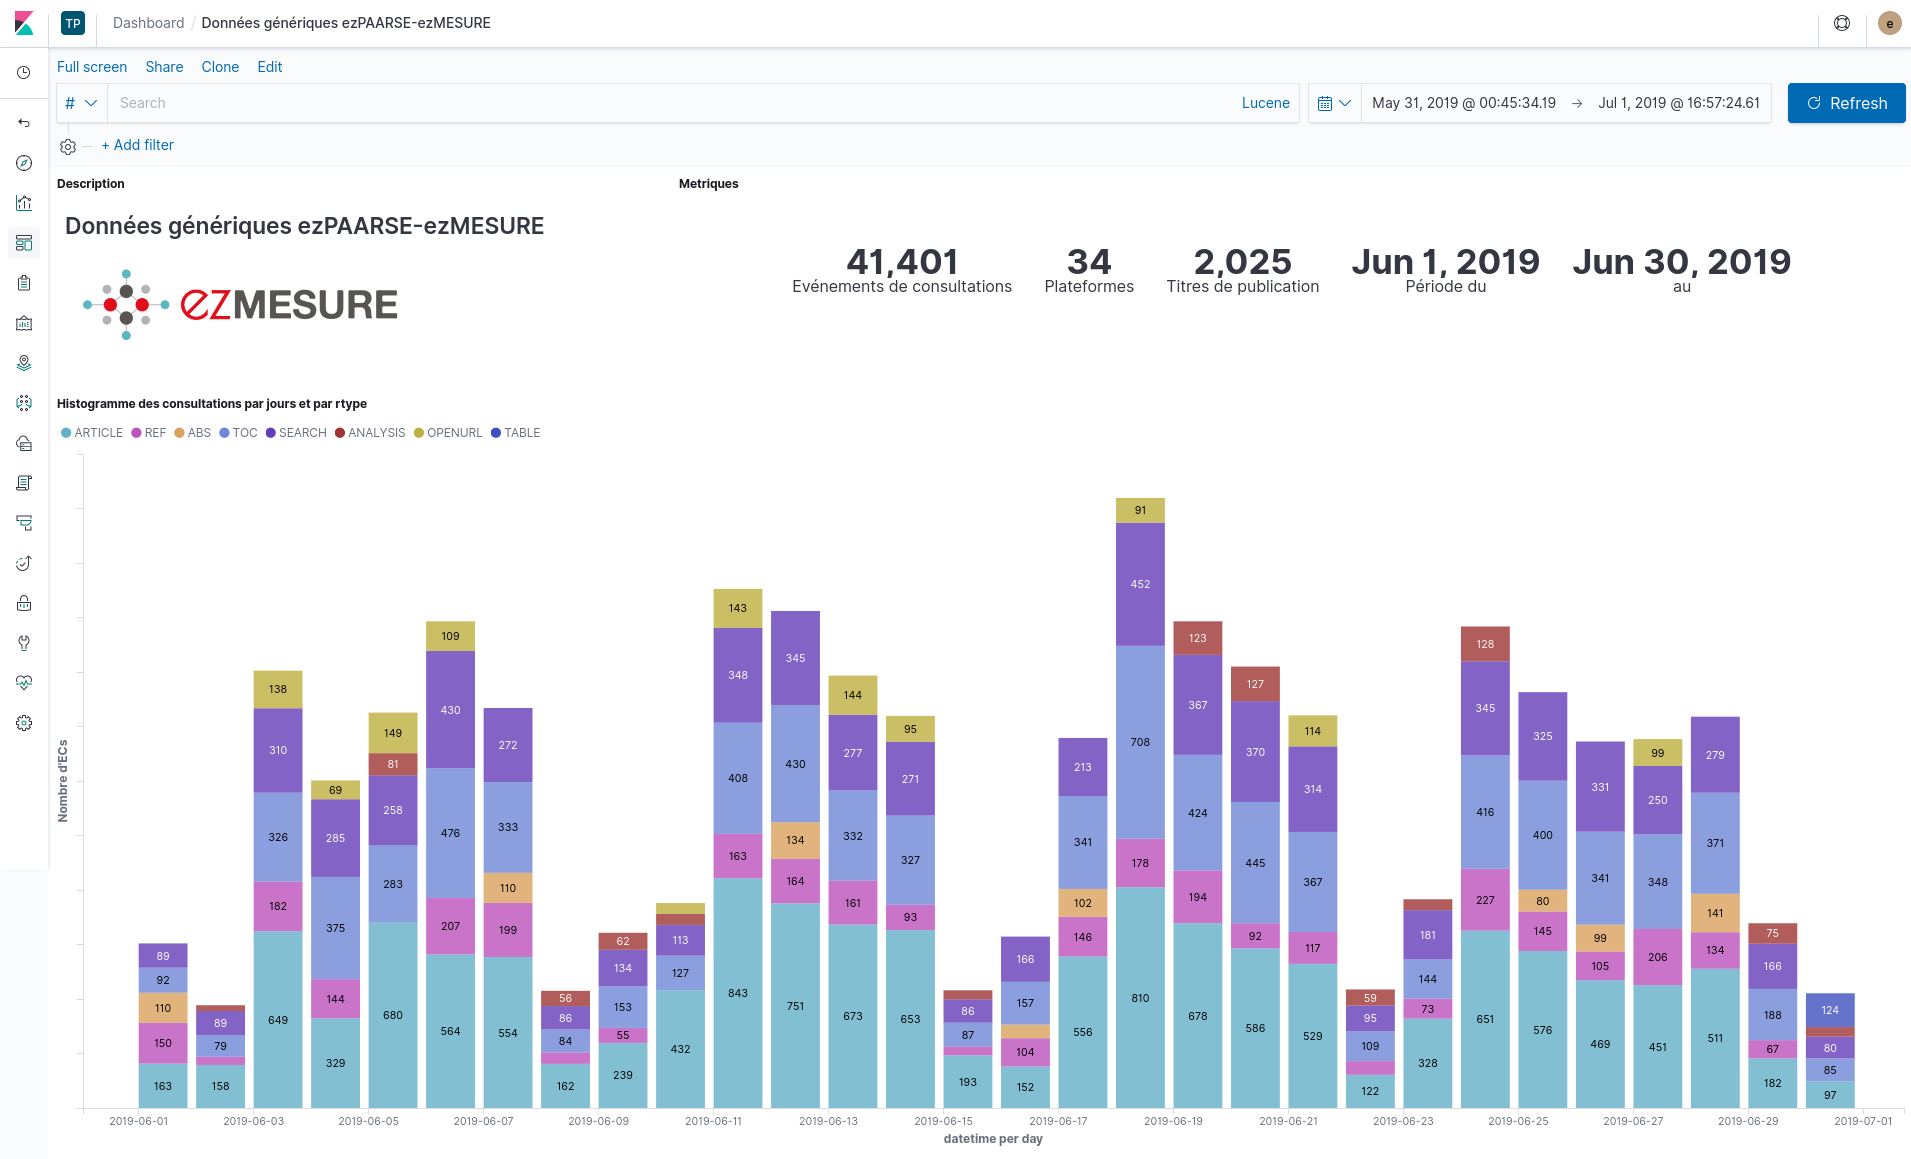 TP
Dashboard / Données génériques ezPAARSE-ezMESURE
e
Full screen Share Clone Edit
# Search Lucene May 31, 2019 @ 00:45:34.19 → Jul 1, 2019 @ 16:57:24.61 Refresh
+ Add filter
Description
Metriques
Données génériques ezPAARSE-ezMESURE
ezMESURE
41,401 34 2,025 Jun 1, 2019 Jun 30, 2019
Evénements de consultations Plateformes Titres de publication Période du au
Histogramme des consultations par jours et par rtype
ARTICLE REF ABS TOC SEARCH ANALYSIS OPENURL TABLE
Nombre d'ECs
89 92 110 150 163
89 79 158
138 310 326 182 649
69 285 375 144 329
149 81 258 283 680
109 430 476 207 564
272 333 110 199 554
56 86 84 162
62 134 153 55 239
113 127 432
143 348 408 163 843
345 430 134 164 751
144 277 332 161 673
95 271 327 93 653
86 87 193
166 157 104 152
213 341 102 146 556
91 452 708 178 810
123 367 424 194 678
127 370 445 92 586
114 314 367 117 529
59 95 109 122
181 144 73 328
128 345 416 227 651
325 400 80 145 576
331 341 99 105 469
99 250 348 206 451
279 371 141 134 511
75 166 188 67 182
124 80 85 97
2019-06-01 2019-06-03 2019-06-05 2019-06-07 2019-06-09 2019-06-11 2019-06-13 2019-06-15 2019-06-17 2019-06-19 2019-06-21 2019-06-23 2019-06-25 2019-06-27 2019-06-29 2019-07-01
datetime per day